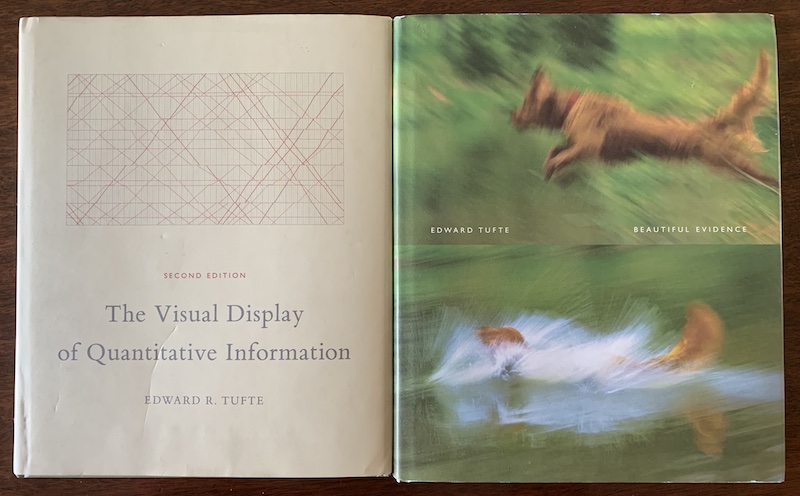 SECOND EDITION
The Visual Display
of Quantitative Information
EDWARD R. TUFTE
EDWARD TUFTE
BEAUTIFUL EVIDENCE